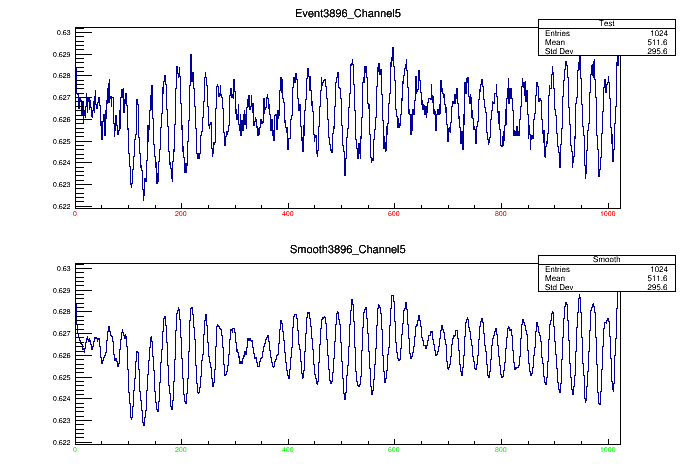 Event3896_Channel5
Test
Entries 1024
Mean 511.6
Std Dev 295.6
0.63
0.629
0.628
0.627
0.626
0.625
0.624
0.623
0.622
0 200 400 600 800 1000
Smooth3896_Channel5
Smooth
Entries 1024
Mean 511.6
Std Dev 295.6
0.63
0.629
0.628
0.627
0.626
0.625
0.624
0.623
0.622
0 200 400 600 800 1000